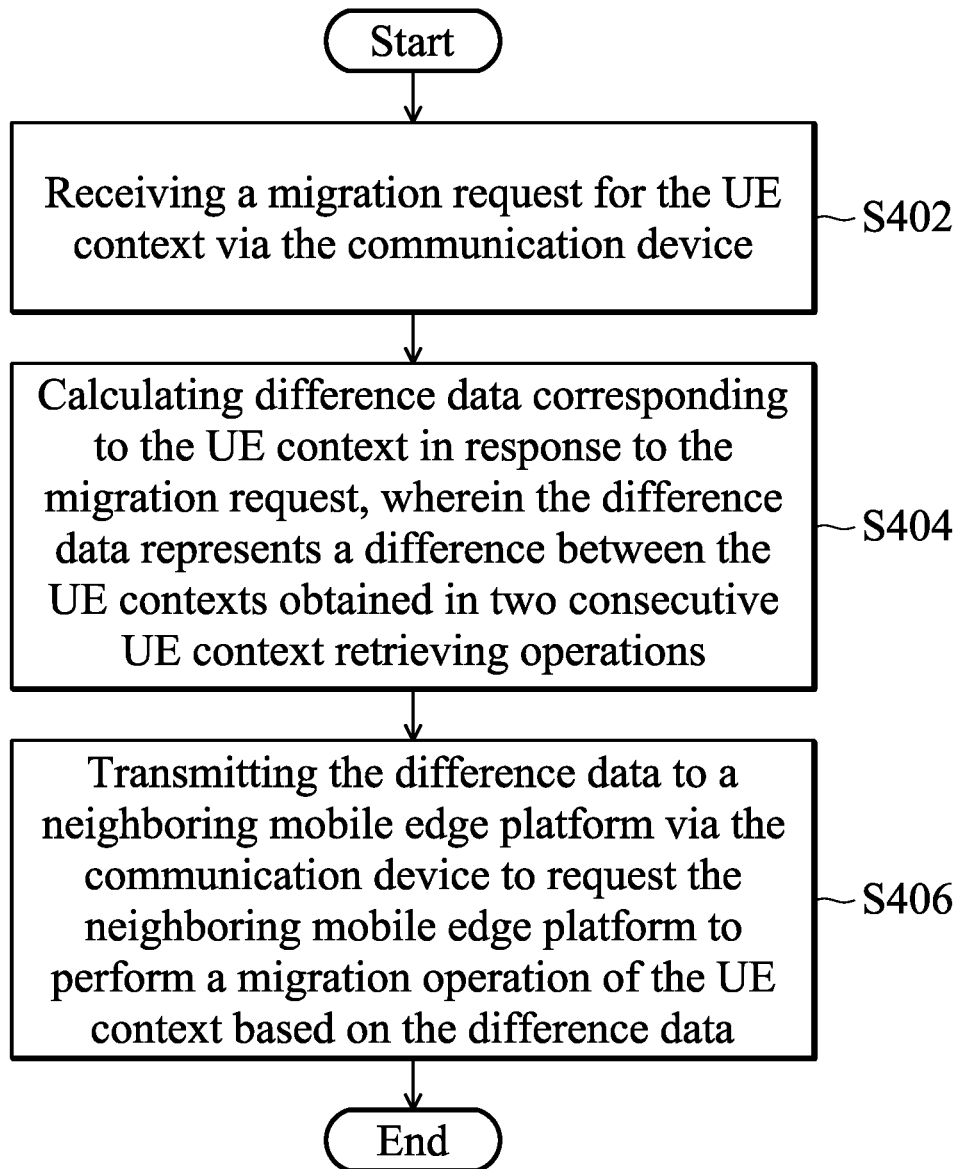 Start
Receiving a migration request for the UE
context via the communication device
S402
Calculating difference data corresponding
to the UE context in response to the
migration request, wherein the difference
data represents a difference between the
UE contexts obtained in two consecutive
UE context retrieving operations
S404
Transmitting the difference data to a
neighboring mobile edge platform via the
communication device to request the
neighboring mobile edge platform to
perform a migration operation of the UE
context based on the difference data
S406
End